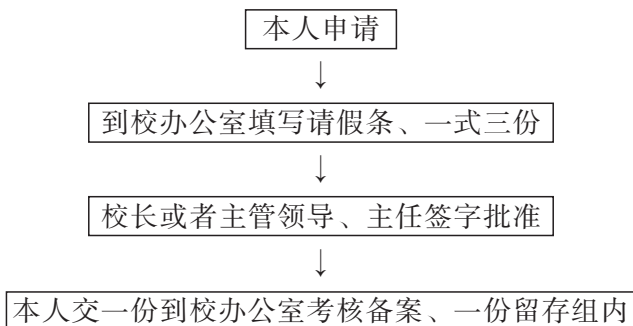 本人申请
↓
到校办公室填写请假条、一式三份
↓
校长或者主管领导、主任签字批准
↓
本人交一份到校办公室考核备案、一份留存组内